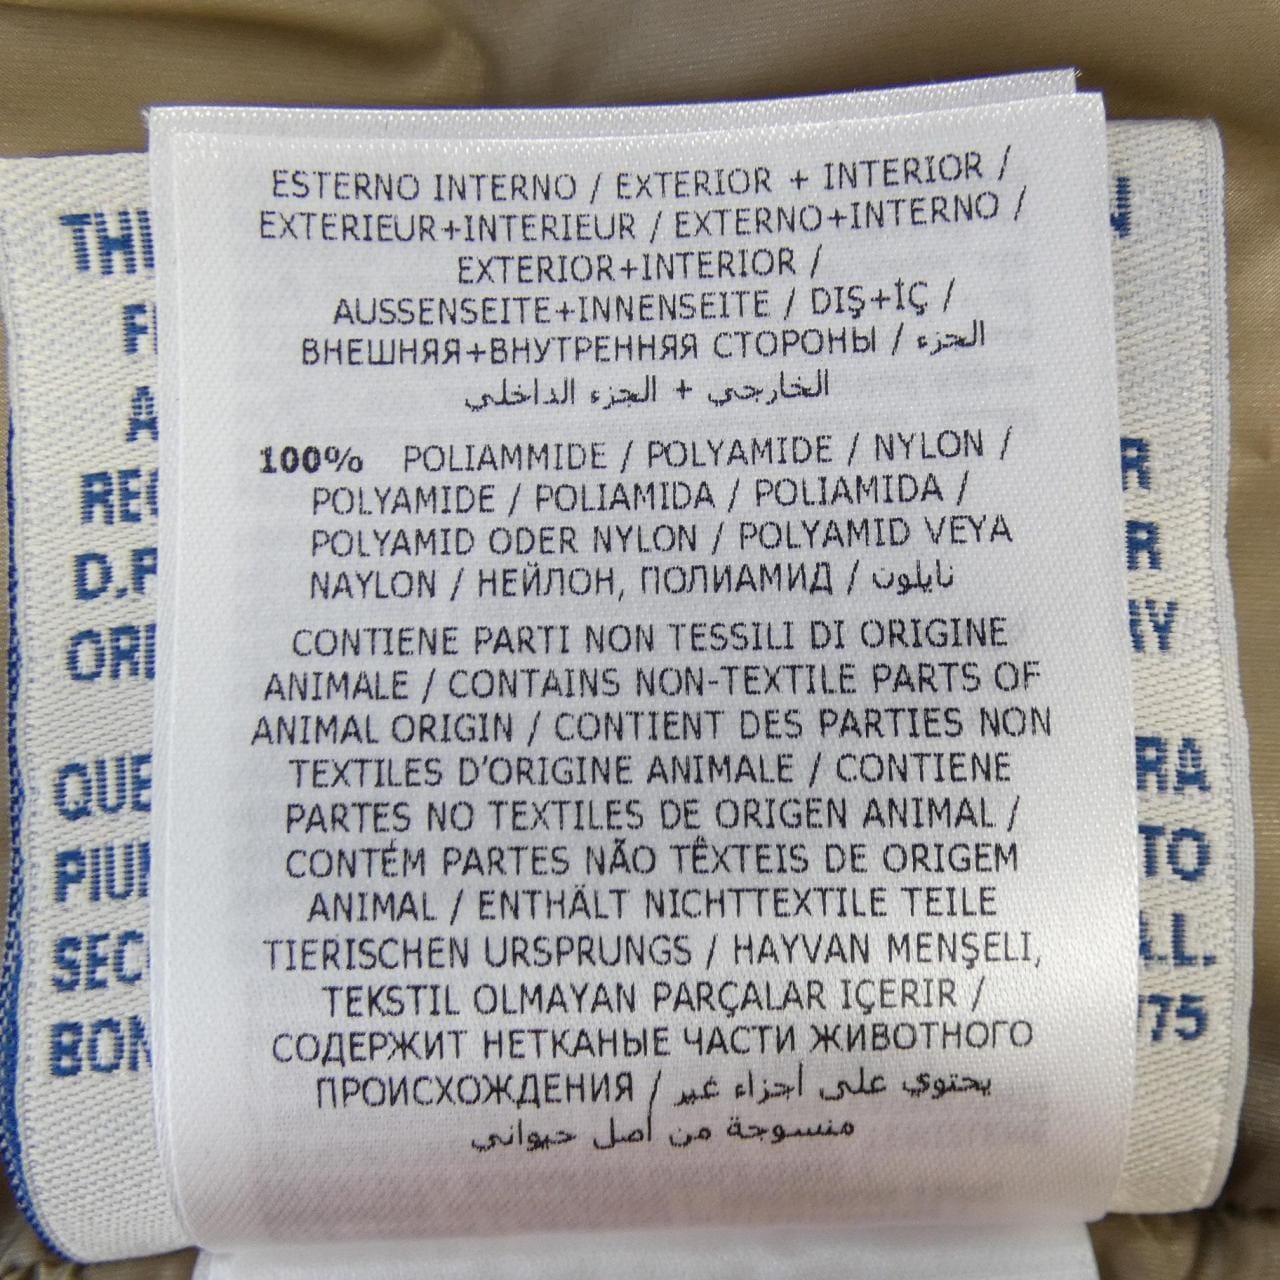 ESTERNO INTERNO / EXTERIOR + INTERIOR /
EXTERIEUR+INTERIEUR / EXTERNO+INTERNO /
EXTERIOR+INTERIOR /
AUSSENSEITE+INNENSEITE / DIŞ+İÇ /
ВНЕШНЯЯ+ВНУТРЕННЯЯ СТОРОНЫ / الجزء
الخارجي + الجزء الداخلي
100% POLIAMMIDE / POLYAMIDE / NYLON /
POLYAMIDE / POLIAMIDA / POLIAMIDA /
POLYAMID ODER NYLON / POLYAMID VEYA
NAYLON / НЕЙЛОН, ПОЛИАМИД / نايلون
CONTIENE PARTI NON TESSILI DI ORIGINE
ANIMALE / CONTAINS NON-TEXTILE PARTS OF
ANIMAL ORIGIN / CONTIENT DES PARTIES NON
TEXTILES D'ORIGINE ANIMALE / CONTIENE
PARTES NO TEXTILES DE ORIGEN ANIMAL /
CONTÉM PARTES NÃO TÊXTEIS DE ORIGEM
ANIMAL / ENTHÄLT NICHTTEXTILE TEILE
TIERISCHEN URSPRUNGS / HAYVAN MENŞELİ,
TEKSTIL OLMAYAN PARÇALAR IÇERIR /
СОДЕРЖИТ НЕТКАНЫЕ ЧАСТИ ЖИВОТНОГО
ПРОИСХОЖДЕНИЯ / يحتوي على أجزاء غير
منسوجة من أصل حيواني